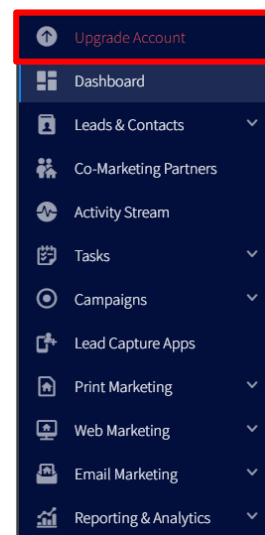 Upgrade Account
Dashboard
Leads & Contacts
Co-Marketing Partners
Activity Stream
Tasks
Campaigns
Lead Capture Apps
Print Marketing
Web Marketing
Email Marketing
Reporting & Analytics